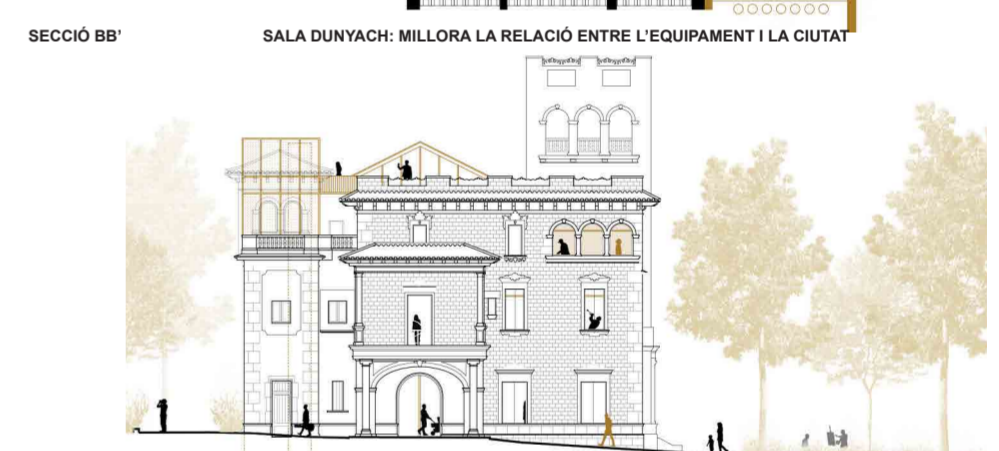 SECCIÓ BB'
SALA DUNYACH: MILLORA LA RELACIÓ ENTRE L'EQUIPAMENT I LA CIUTAT